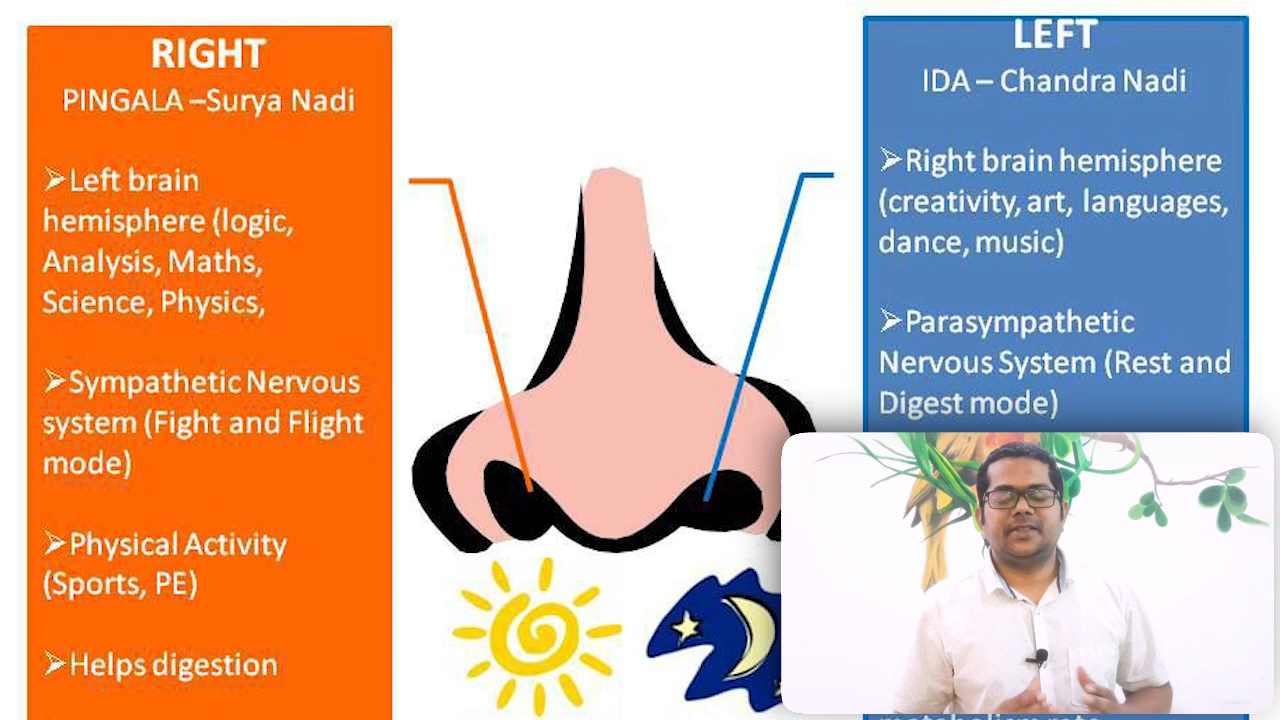 RIGHT
PINGALA –Surya Nadi
➢Left brain
hemisphere (logic,
Analysis, Maths,
Science, Physics,
➢Sympathetic Nervous
system (Fight and Flight
mode)
➢Physical Activity
(Sports, PE)
➢Helps digestion
LEFT
IDA – Chandra Nadi
➢Right brain hemisphere
(creativity, art, languages,
dance, music)
➢Parasympathetic
Nervous System (Rest and
Digest mode)